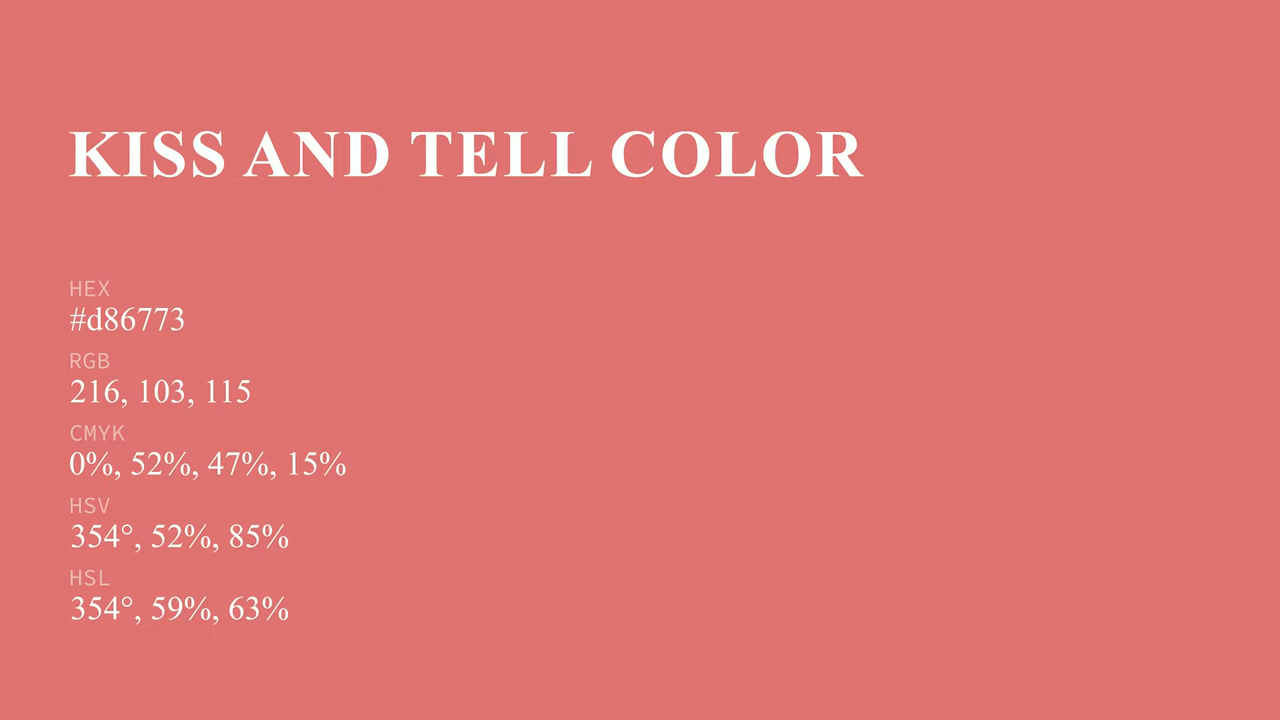 KISS AND TELL COLOR
HEX
#d86773
RGB
216, 103, 115
CMYK
0%, 52%, 47%, 15%
HSV
354°, 52%, 85%
HSL
354°, 59%, 63%